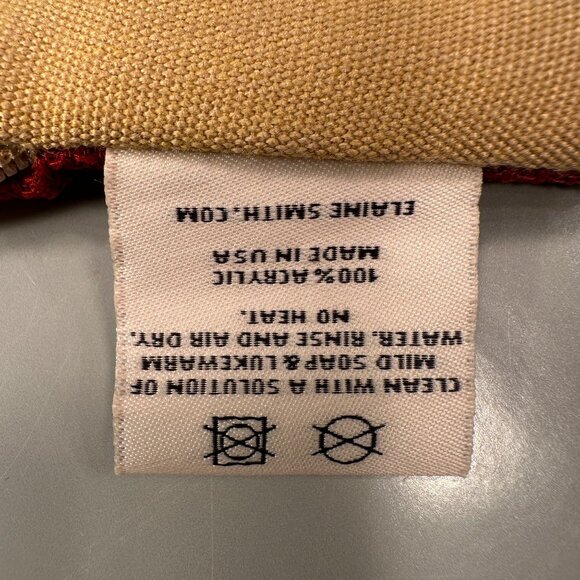 CLEAN WITH A SOLUTION OF
MILD SOAP & LUKEWARM
WATER. RINSE AND AIR DRY.
NO HEAT.
100% ACRYLIC
MADE IN USA
ELAINE SMITH.COM